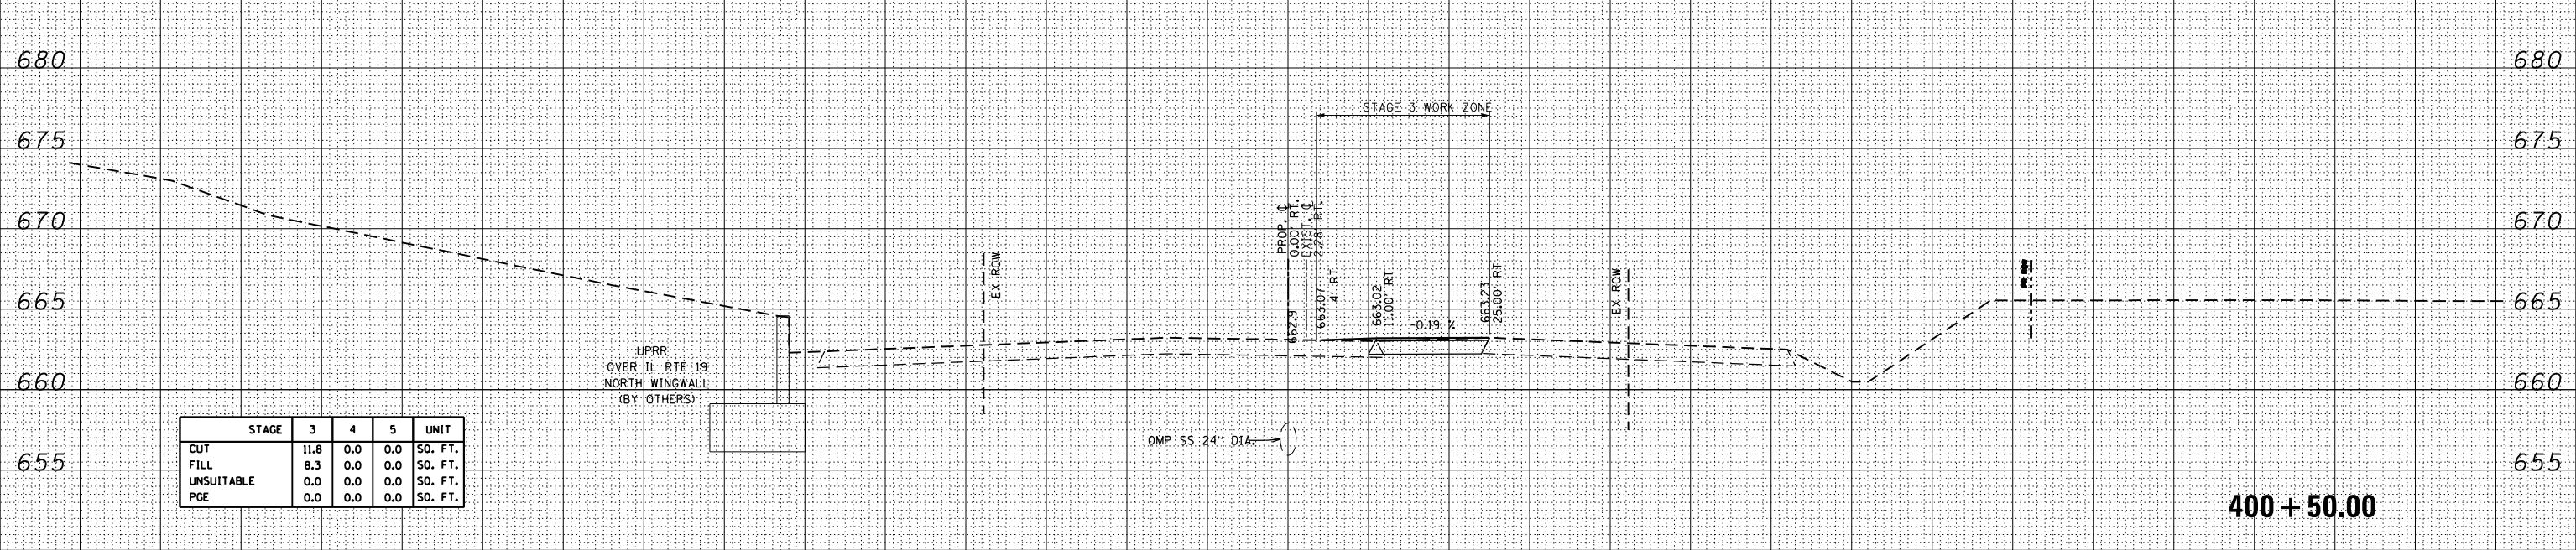 680 680
STAGE 3 WORK ZONE
675 675
670 670
PROP. ℄
0.00' RT.
EXIST. ℄
2.28' RT.
665 665
EX ROW
662.9
663.07
4' RT
663.02
11.00' RT
-0.19 %
663.23
25.00' RT
EX ROW
PR ROW
UPRR
OVER IL RTE 19
NORTH WINGWALL
(BY OTHERS)
660 660
OMP SS 24" DIA.
655 655
STAGE 3 4 5 UNIT
CUT 11.8 0.0 0.0 SQ. FT.
FILL 8.3 0.0 0.0 SQ. FT.
UNSUITABLE 0.0 0.0 0.0 SQ. FT.
PGE 0.0 0.0 0.0 SQ. FT.
400+50.00